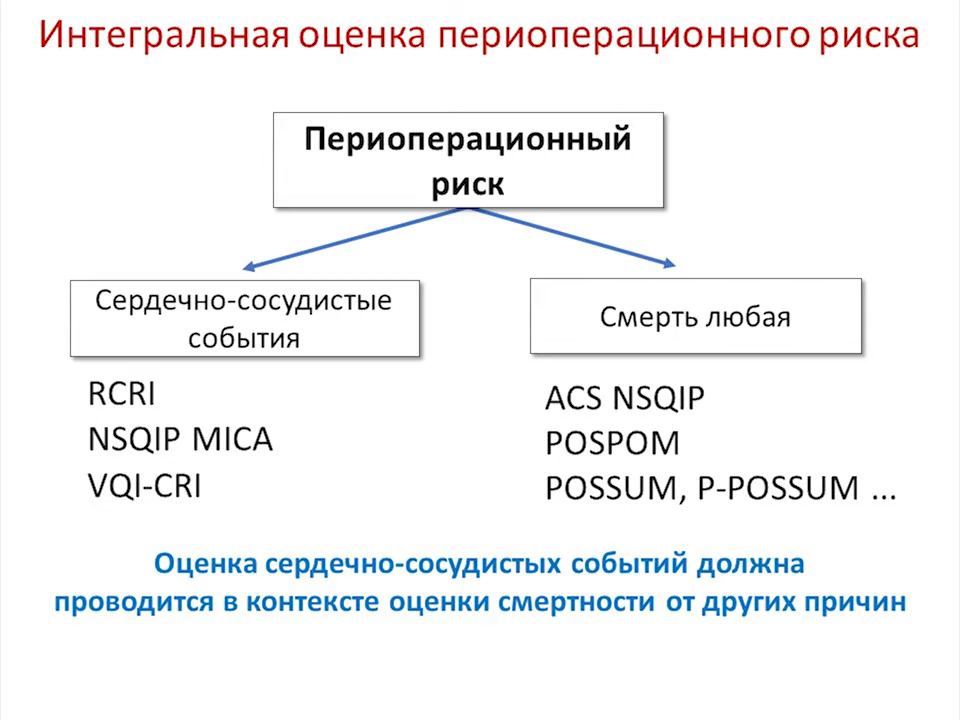 Интегральная оценка периоперационного риска
Периоперационный
риск
Сердечно-сосудистые
события
RCRI
NSQIP MICA
VQI-CRI
Смерть любая
ACS NSQIP
POSPOM
POSSUM, P-POSSUM ...
Оценка сердечно-сосудистых событий должна
проводится в контексте оценки смертности от других причин